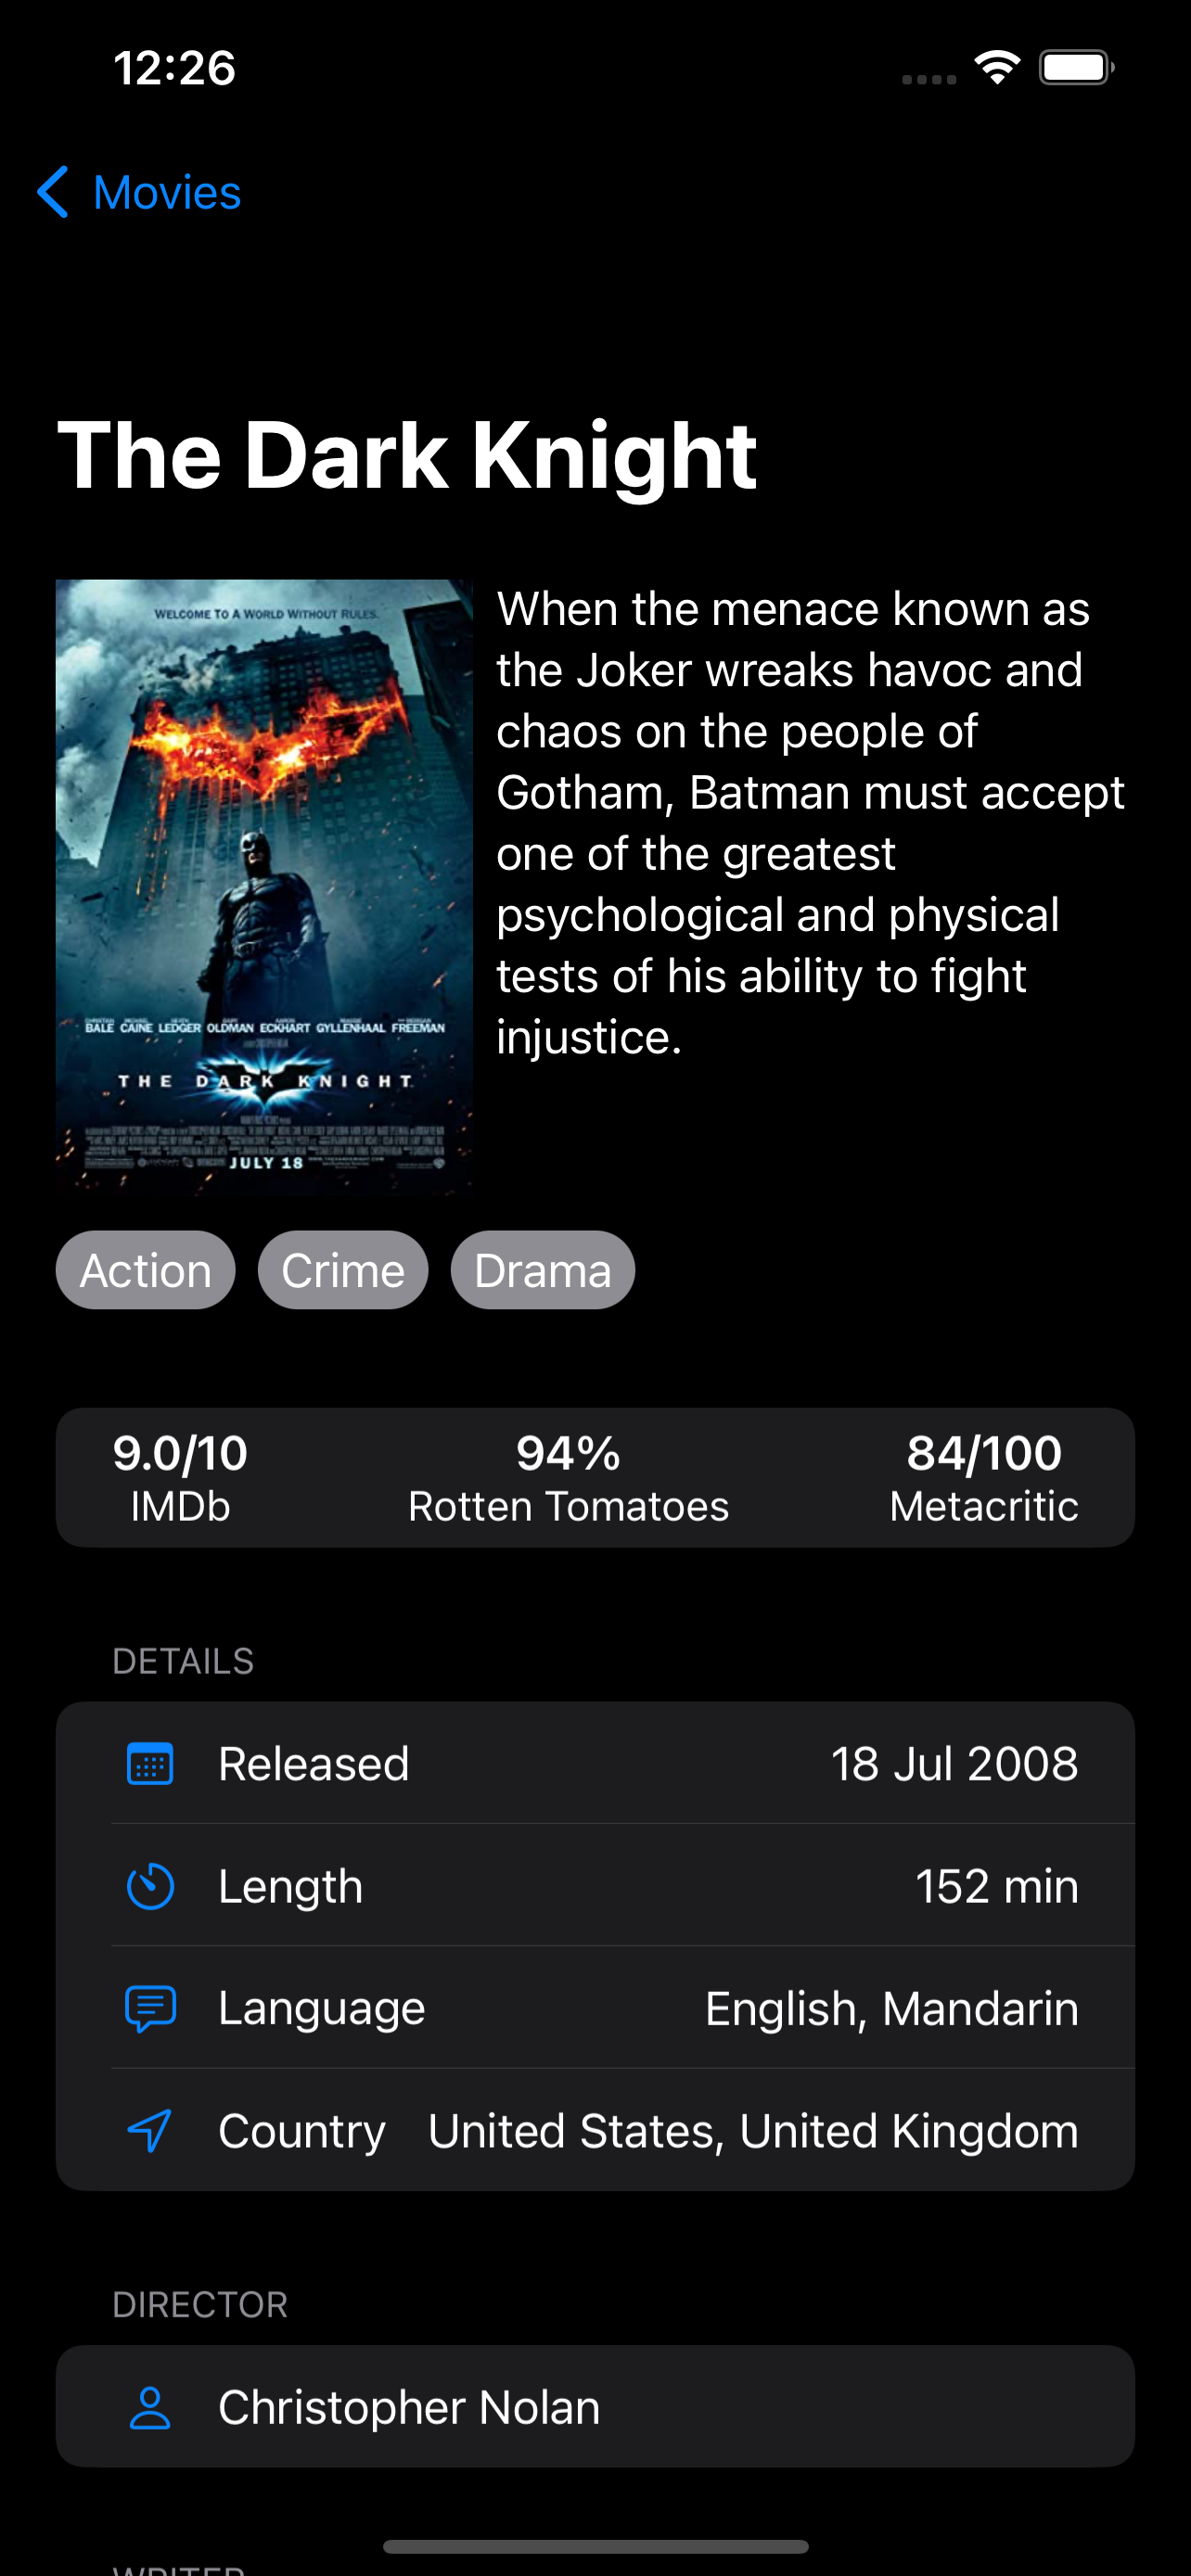 12:26
Movies
The Dark Knight
WELCOME TO A WORLD WITHOUT RULES.
BALE CAINE LEDGER OLDMAN ECKHART GYLLENHAAL FREEMAN
THE DARK KNIGHT
JULY 18
When the menace known as
the Joker wreaks havoc and
chaos on the people of
Gotham, Batman must accept
one of the greatest
psychological and physical
tests of his ability to fight
injustice.
Action Crime Drama
9.0/10 94% 84/100
IMDb Rotten Tomatoes Metacritic
DETAILS
Released 18 Jul 2008
Length 152 min
Language English, Mandarin
Country United States, United Kingdom
DIRECTOR
Christopher Nolan
WRITER